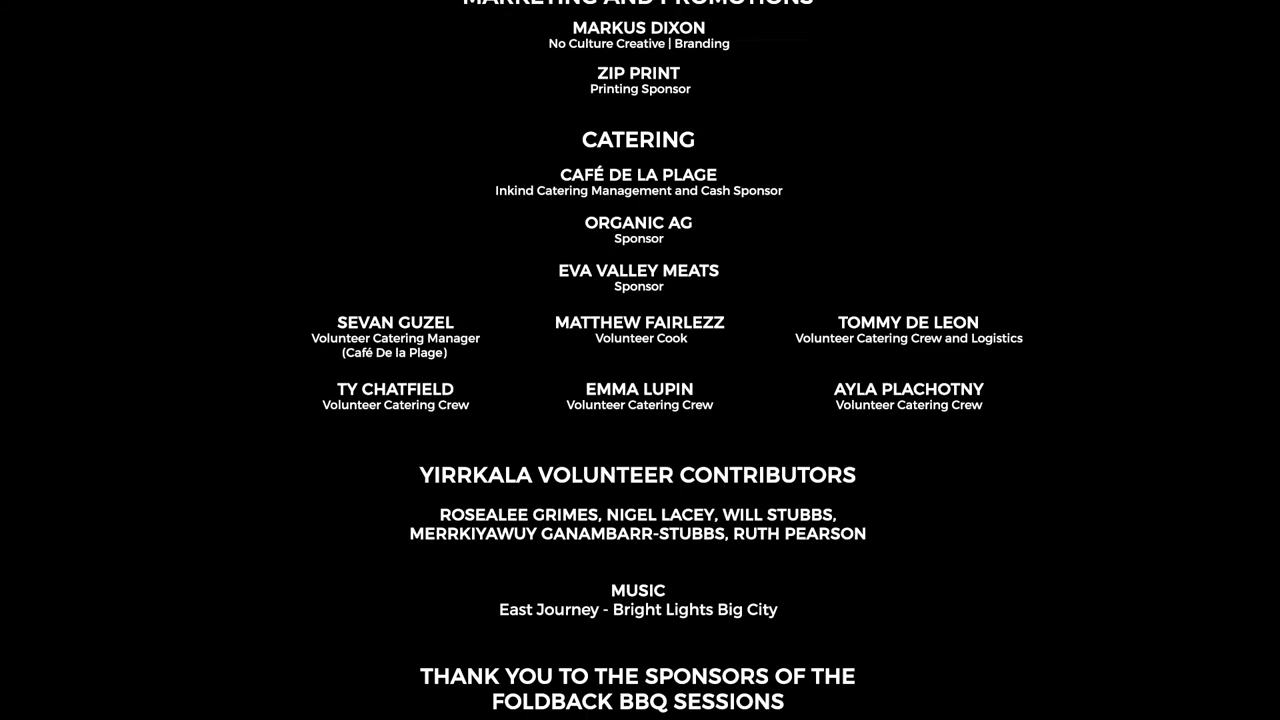 MARKETING AND PROMOTIONS
MARKUS DIXON
No Culture Creative | Branding
ZIP PRINT
Printing Sponsor
CATERING
CAFÉ DE LA PLAGE
Inkind Catering Management and Cash Sponsor
ORGANIC AG
Sponsor
EVA VALLEY MEATS
Sponsor
SEVAN GUZEL
Volunteer Catering Manager
(Café De la Plage)
MATTHEW FAIRLEZZ
Volunteer Cook
TOMMY DE LEON
Volunteer Catering Crew and Logistics
TY CHATFIELD
Volunteer Catering Crew
EMMA LUPIN
Volunteer Catering Crew
AYLA PLACHOTNY
Volunteer Catering Crew
YIRRKALA VOLUNTEER CONTRIBUTORS
ROSEALEE GRIMES, NIGEL LACEY, WILL STUBBS,
MERRKIYAWUY GANAMBARR-STUBBS, RUTH PEARSON
MUSIC
East Journey - Bright Lights Big City
THANK YOU TO THE SPONSORS OF THE
FOLDBACK BBQ SESSIONS